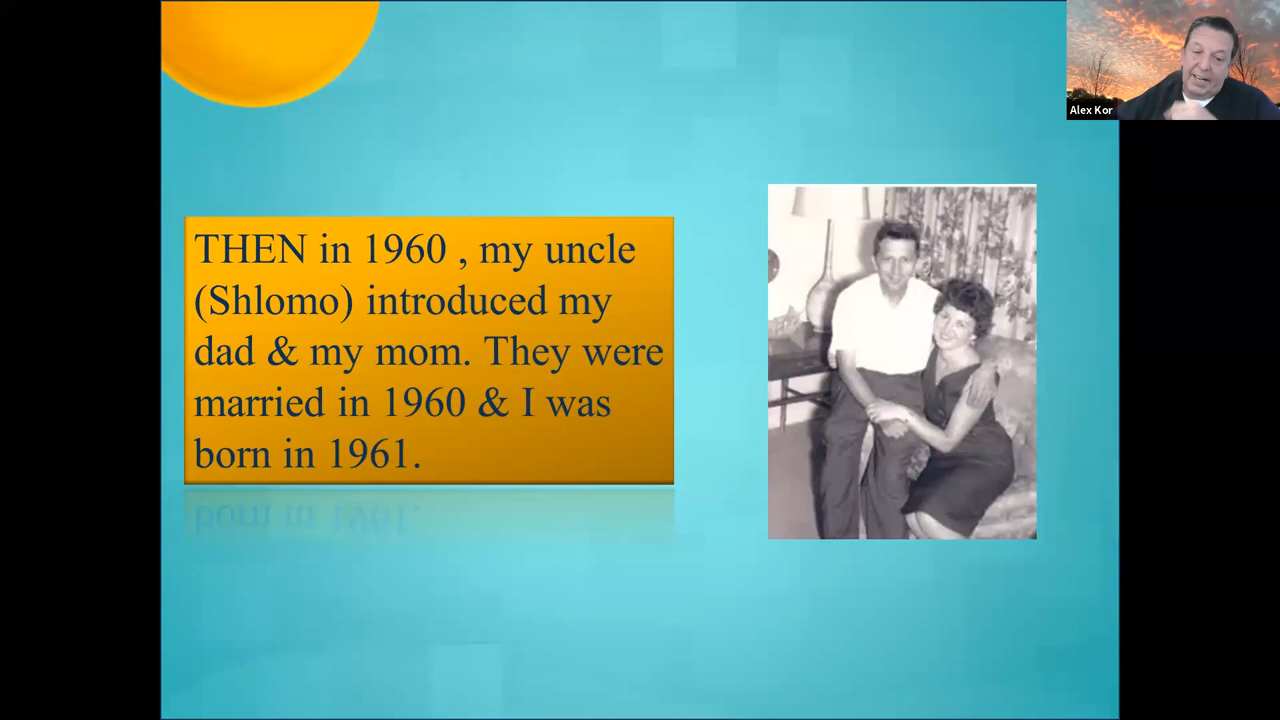 Alex Kor
THEN in 1960 , my uncle
(Shlomo) introduced my
dad & my mom. They were
married in 1960 & I was
born in 1961.